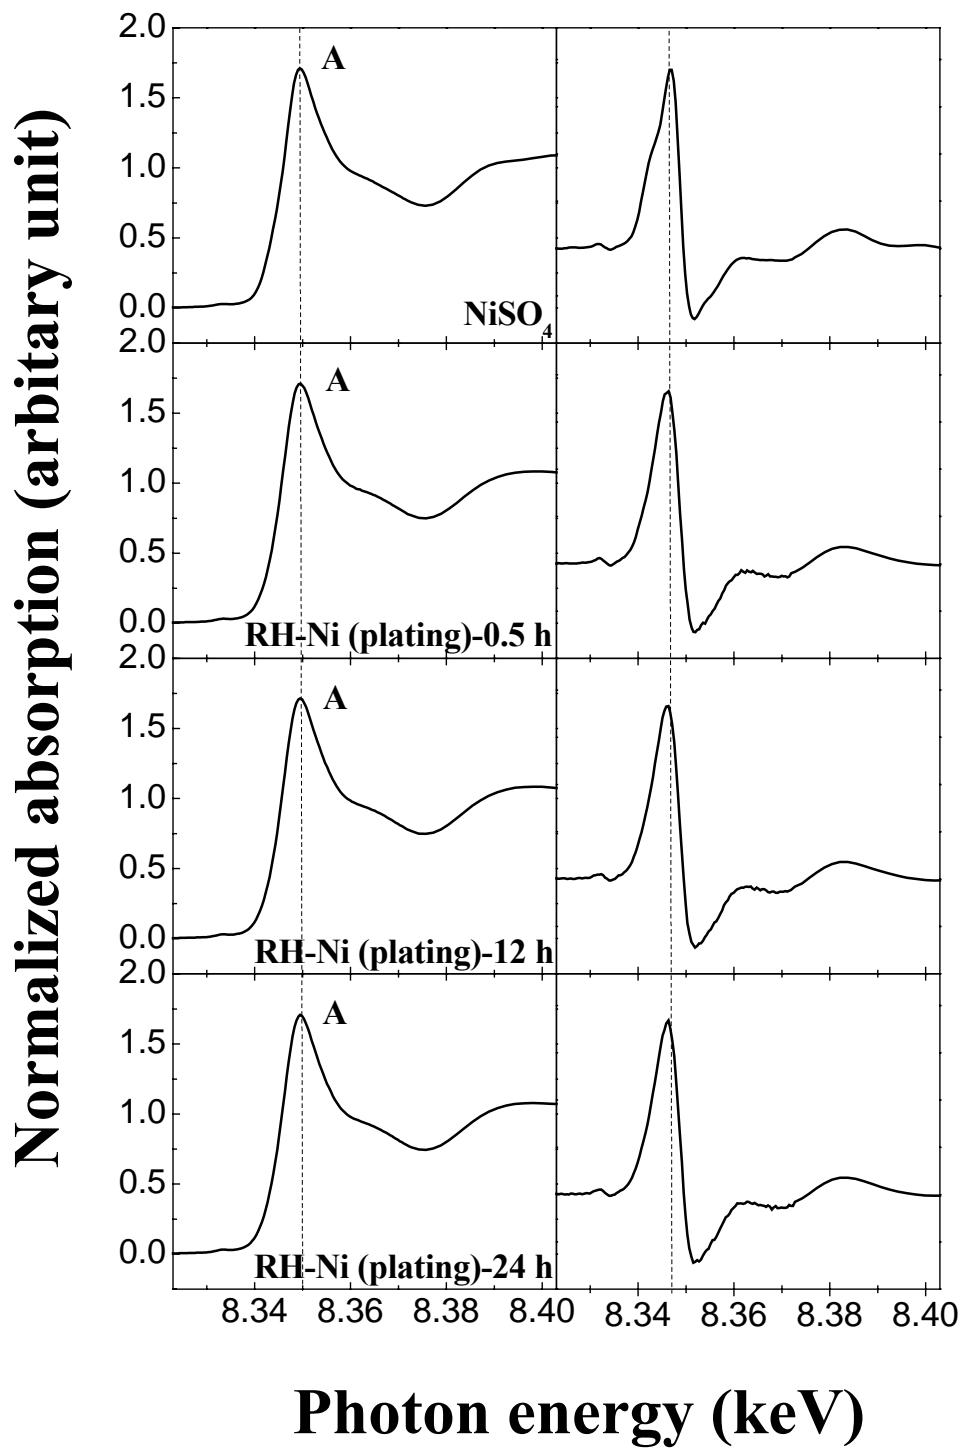 Normalized absorption (arbitary unit)
2.0
A
1.5
1.0
0.5
0.0
NiSO4
2.0
A
1.5
1.0
0.5
0.0
RH-Ni (plating)-0.5 h
2.0
A
1.5
1.0
0.5
0.0
RH-Ni (plating)-12 h
2.0
A
1.5
1.0
0.5
0.0
RH-Ni (plating)-24 h
8.34 8.36 8.38 8.40 8.34 8.36 8.38 8.40
Photon energy (keV)